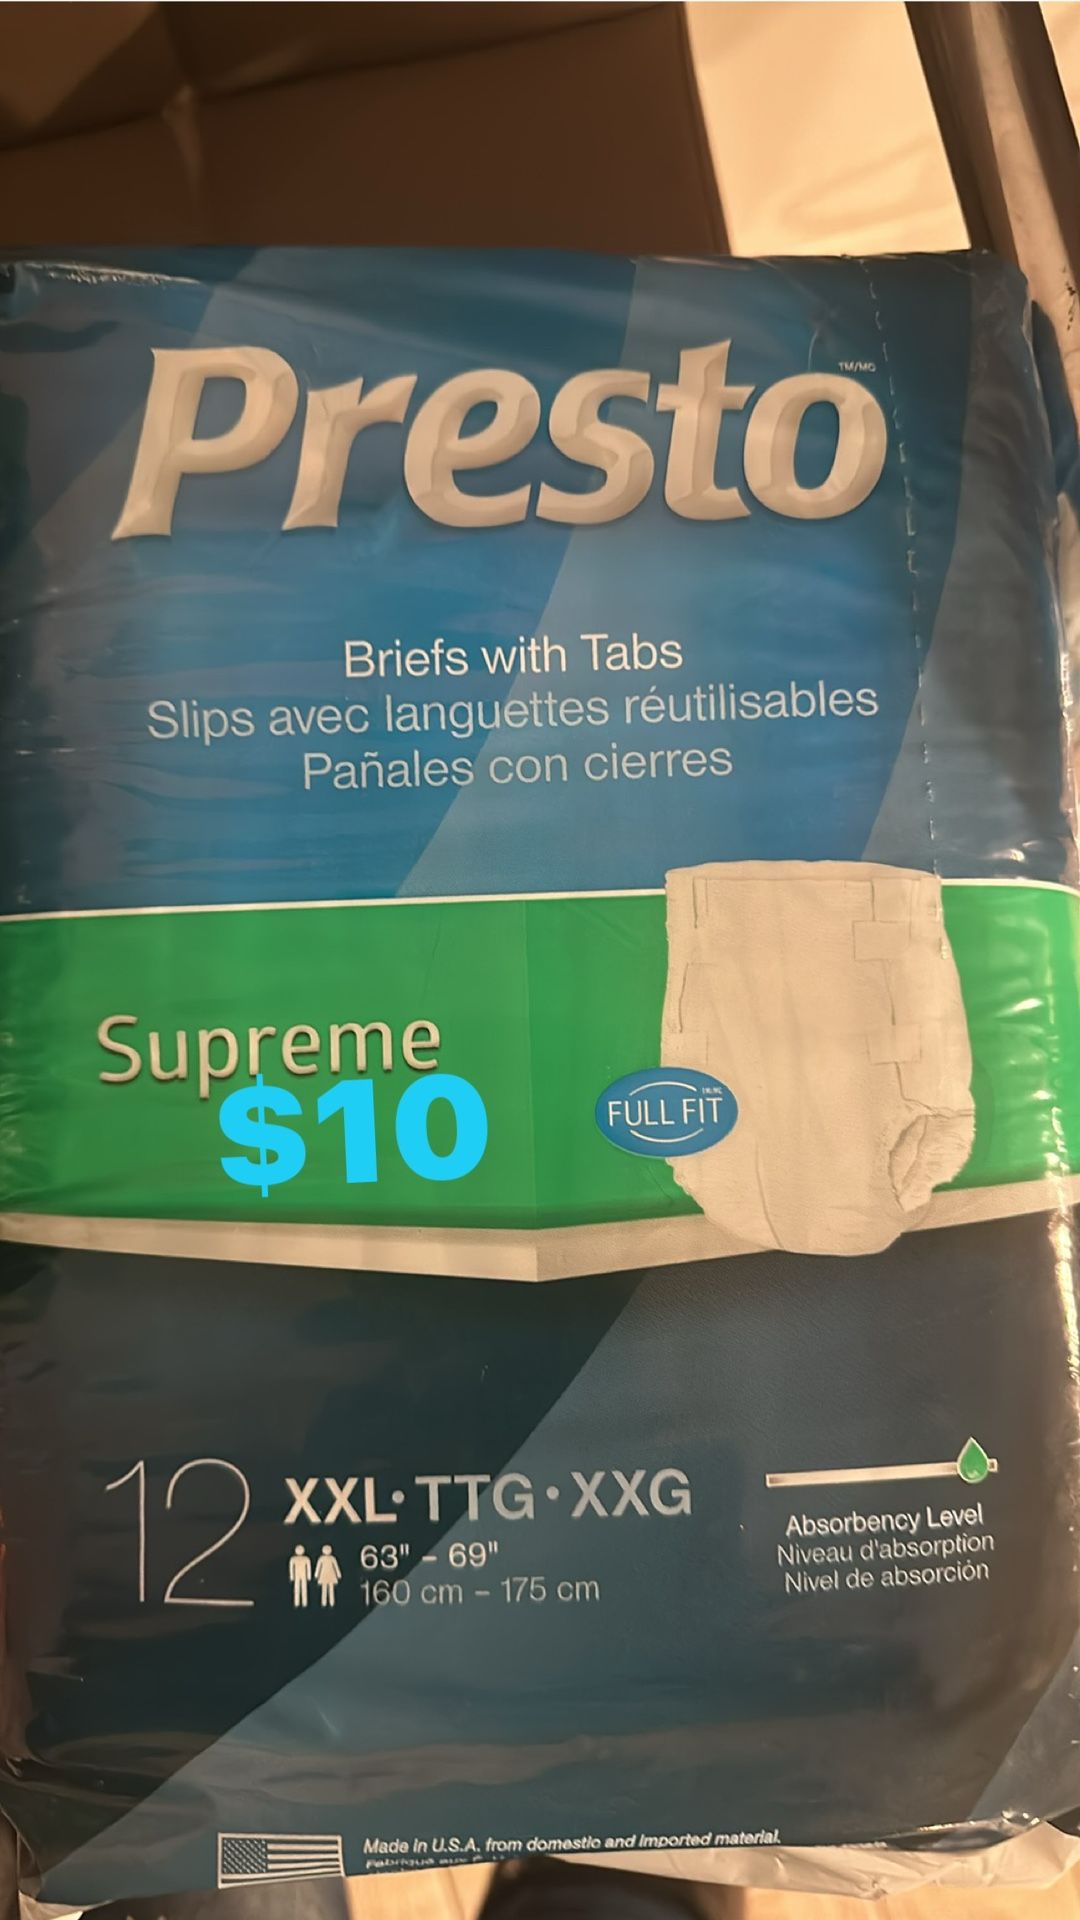 Presto
TM/MC
Briefs with Tabs
Slips avec languettes réutilisables
Pañales con cierres
Supreme
$10
FULL FIT
12
XXL·TTG·XXG
63" – 69"
160 cm – 175 cm
Absorbency Level
Niveau d'absorption
Nivel de absorción
Made in U.S.A. from domestic and imported material.